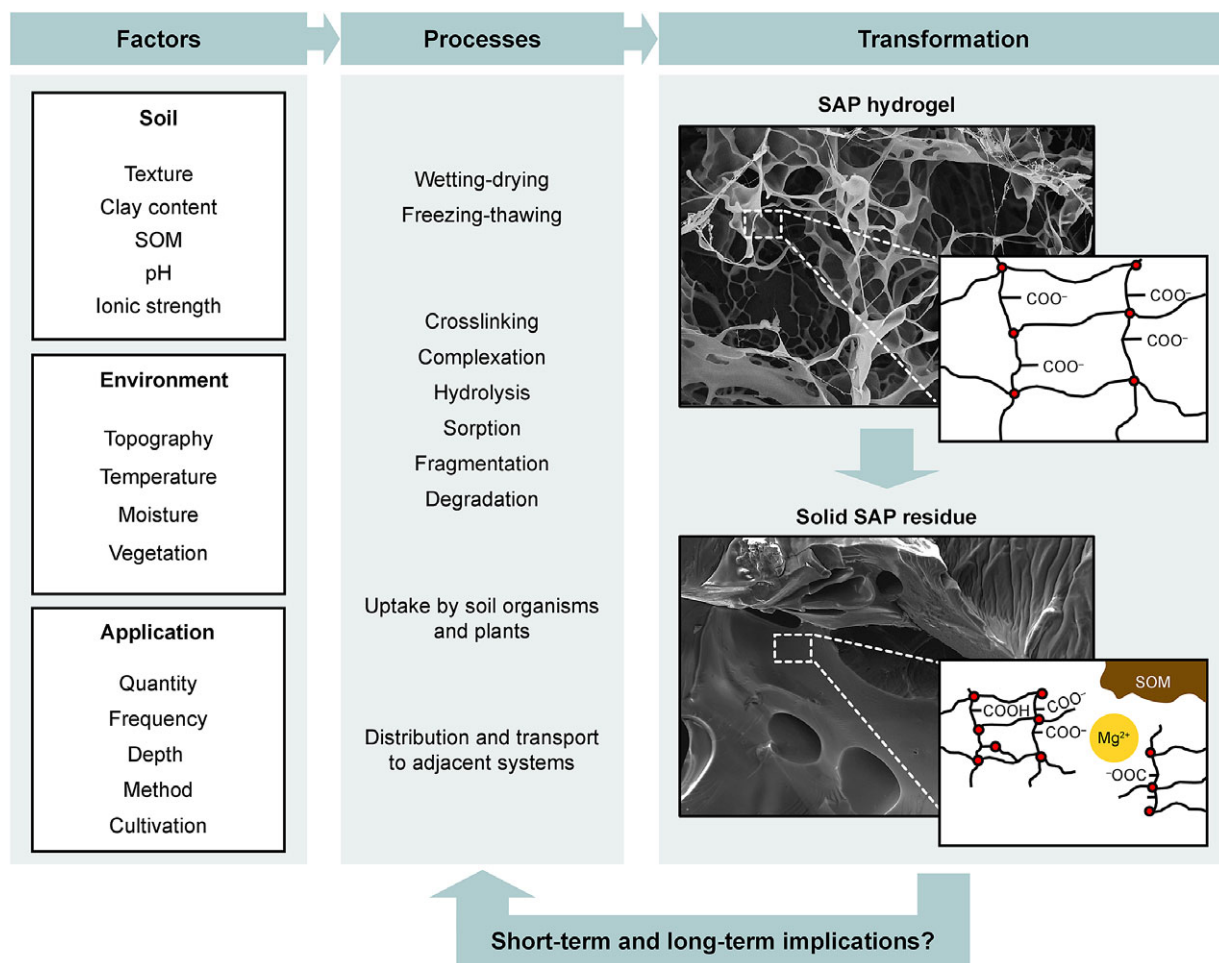 Factors
Processes
Transformation
Soil
Texture
Clay content
SOM
pH
Ionic strength
Environment
Topography
Temperature
Moisture
Vegetation
Application
Quantity
Frequency
Depth
Method
Cultivation
Wetting-drying
Freezing-thawing
Crosslinking
Complexation
Hydrolysis
Sorption
Fragmentation
Degradation
Uptake by soil organisms
and plants
Distribution and transport
to adjacent systems
SAP hydrogel
COO⁻
COO⁻
COO⁻
COO⁻
Solid SAP residue
SOM
COOH
COO⁻
COO⁻
Mg²⁺
⁻OOC
Short-term and long-term implications?